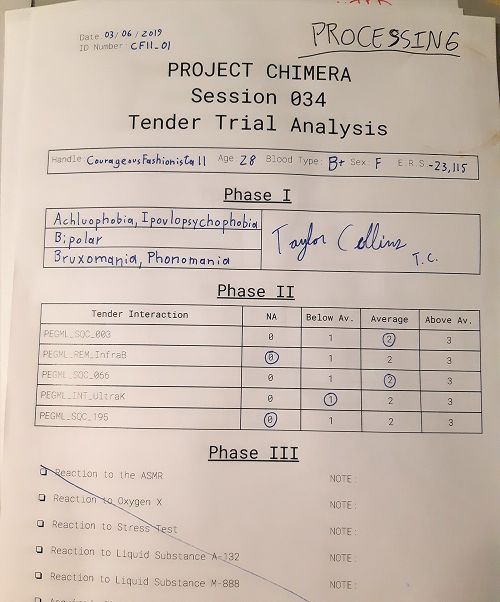 Date 03/06/2019
PROCESSING
ID Number: CF11_01
PROJECT CHIMERA
Session 034
Tender Trial Analysis
Handle CourageousFashionista11 Age 28 Blood Type: B+ Sex: F E.R.S -23,115
Phase I
Achluophobia, Ipovlopsychophobia
Bipolar
Bruxomania, Phonomania
Taylor Collins
T.C.
Phase II
Tender Interaction NA Below Av. Average Above Av.
PEGML_SOC_003 0 1 2 3
PEGML_REM_InfraB 0 1 2 3
PEGML_SOC_066 0 1 2 3
PEGML_INT_UltraK 0 1 2 3
PEGML_SOC_195 0 1 2 3
Phase III
Reaction to the ASMR NOTE:
Reaction to Oxygen X NOTE:
Reaction to Stress Test NOTE:
Reaction to Liquid Substance A-132 NOTE:
Reaction to Liquid Substance M-888 NOTE: